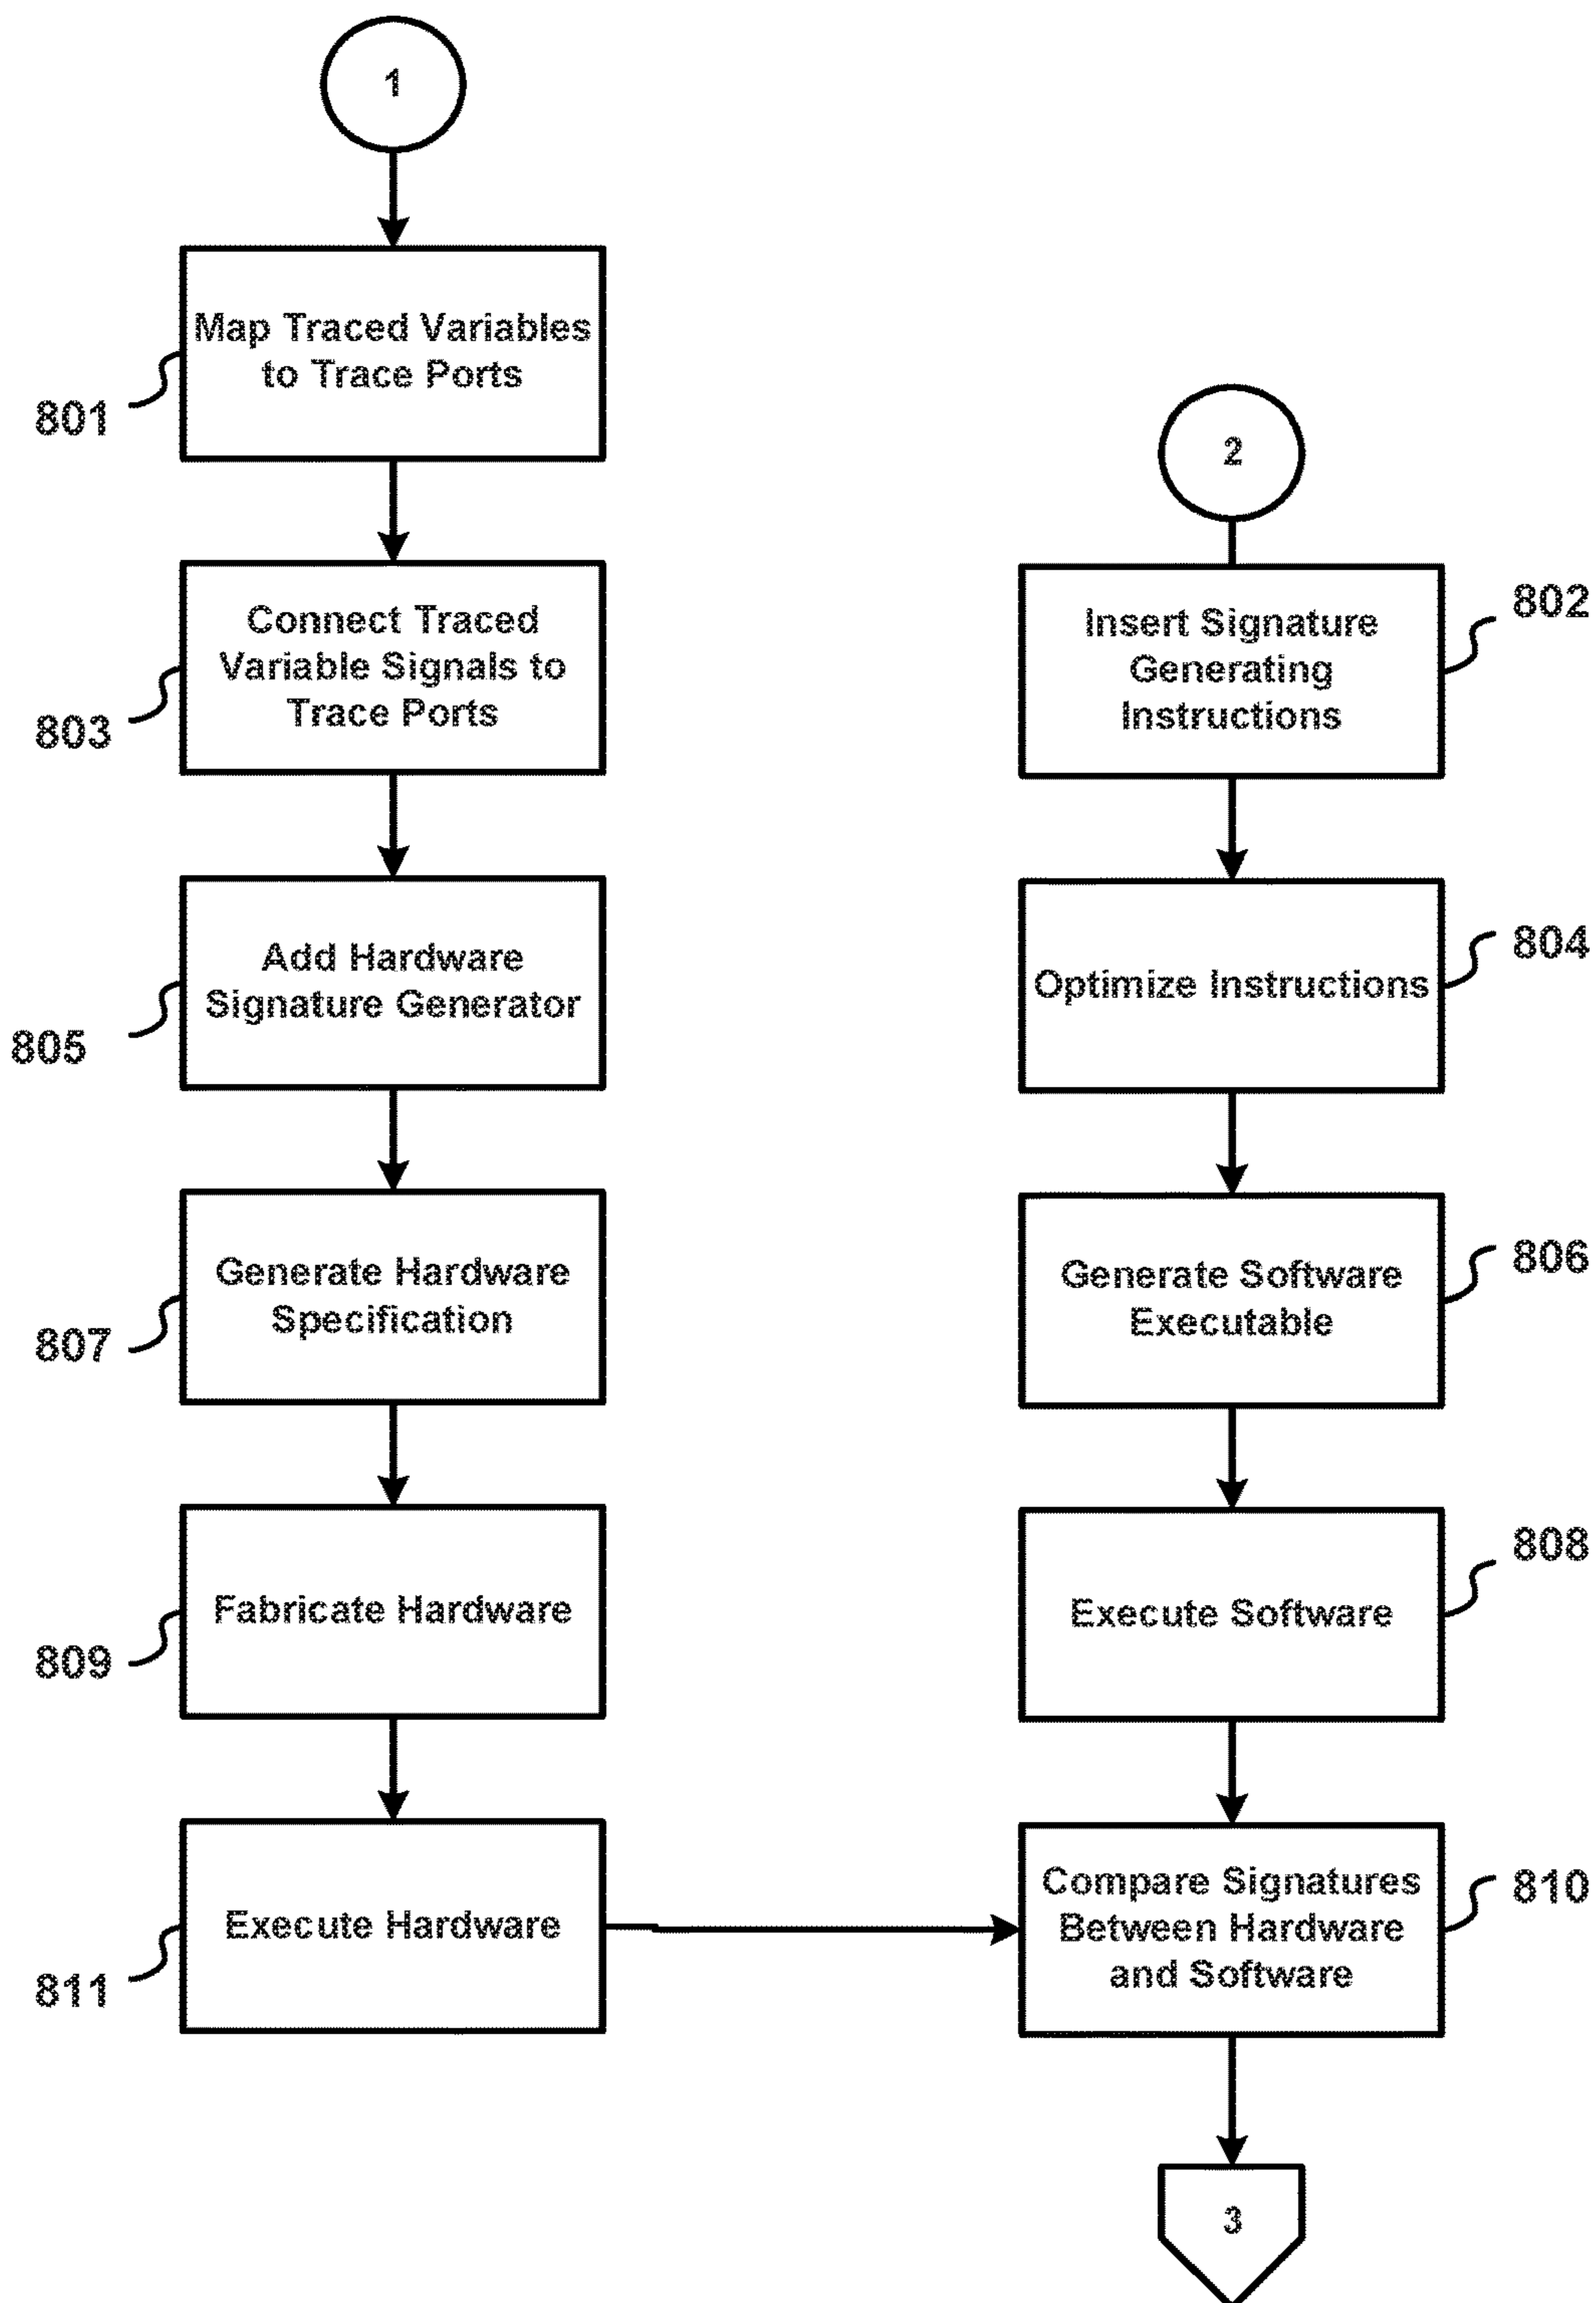 1
Map Traced Variables
to Trace Ports
801
Connect Traced
Variable Signals to
Trace Ports
803
Add Hardware
Signature Generator
805
Generate Hardware
Specification
807
Fabricate Hardware
809
Execute Hardware
811
2
Insert Signature
Generating
Instructions
802
Optimize Instructions
804
Generate Software
Executable
806
Execute Software
808
Compare Signatures
Between Hardware
and Software
810
3